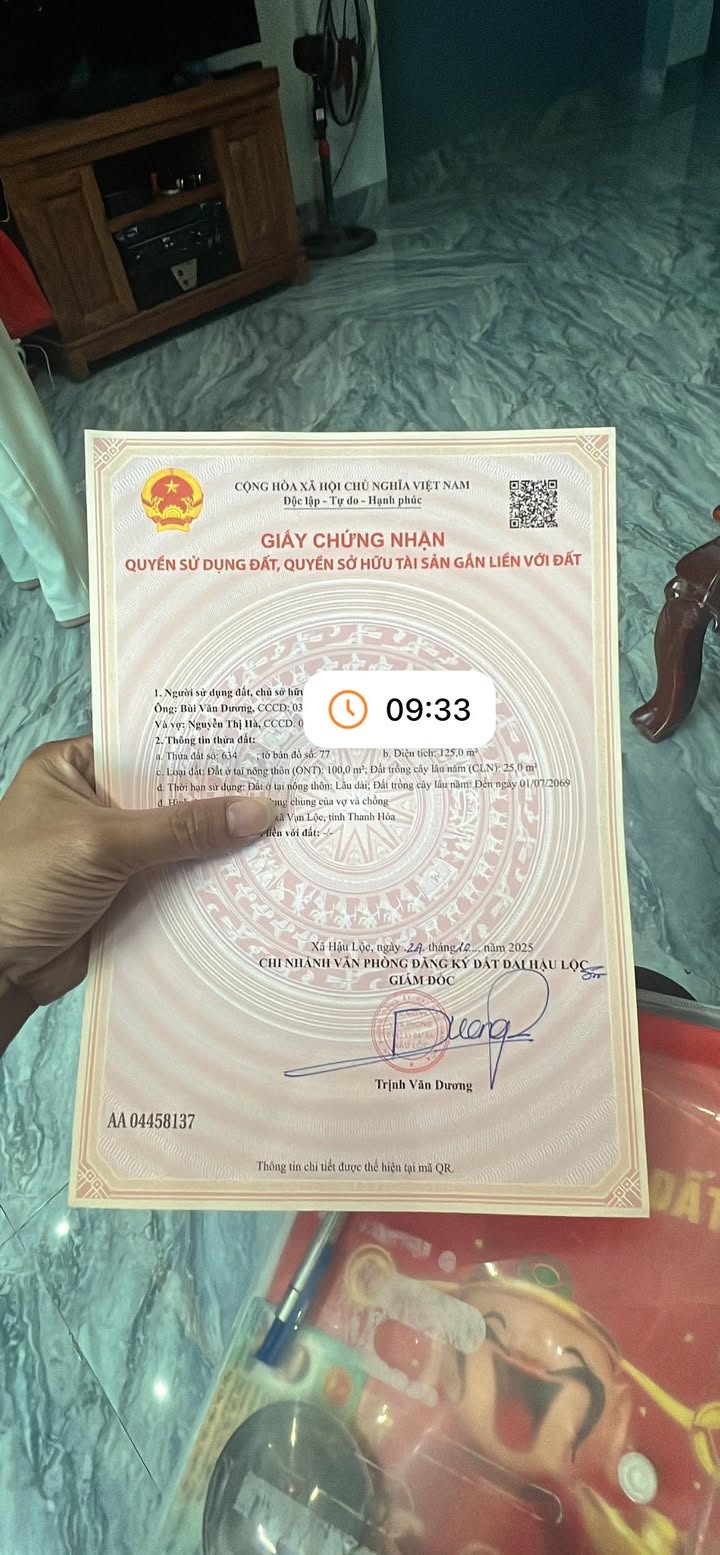 CỘNG HÒA XÃ HỘI CHỦ NGHĨA VIỆT NAM
Độc lập - Tự do - Hạnh phúc
GIẤY CHỨNG NHẬN
QUYỀN SỬ DỤNG ĐẤT, QUYỀN SỞ HỮU TÀI SẢN GẮN LIỀN VỚI ĐẤT
1. Người sử dụng đất, chủ sở hữu
Ông: Bùi Văn Dương, CCCD: 03
Và vợ: Nguyễn Thị Hà, CCCD: 0
09:33
2. Thông tin thửa đất:
a. Thửa đất số: 634 ; tờ bản đồ số: 77 b. Diện tích: 125,0 m²
c. Loại đất: Đất ở tại nông thôn (ONT): 100,0 m²; Đất trồng cây lâu năm (CLN): 25,0 m²
d. Thời hạn sử dụng: Đất ở tại nông thôn: Lâu dài; Đất trồng cây lâu năm: Đến ngày 01/07/2069
đ. Hình chung của vợ và chồng
xã Vạn Lộc, tỉnh Thanh Hóa
liền với đất: -/-
Xã Hậu Lộc, ngày 24 tháng 10 năm 2025
CHI NHÁNH VĂN PHÒNG ĐĂNG KÝ ĐẤT ĐAI HẬU LỘC
GIÁM ĐỐC
Trịnh Văn Dương
AA 04458137
Thông tin chi tiết được thể hiện tại mã QR.